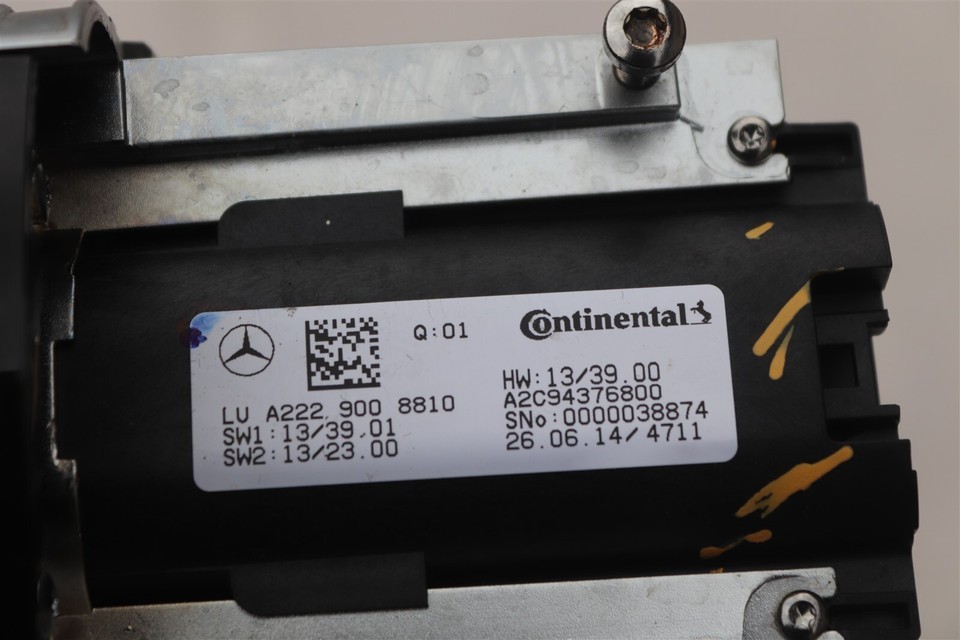 Q:01
Continental
LU A222 900 8810
SW1:13/39.01
SW2:13/23.00
HW:13/39.00
A2C94376800
SNo:0000038874
26.06.14/4711